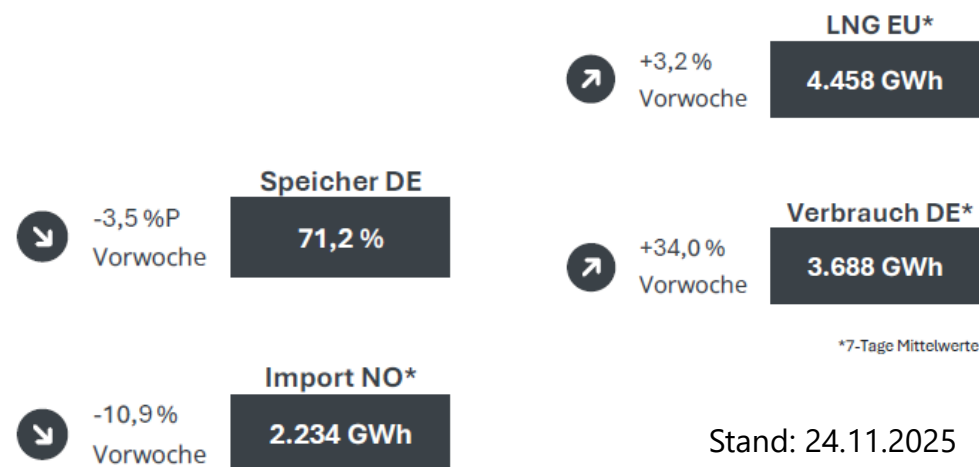 LNG EU*
+3,2 %
Vorwoche
4.458 GWh
Speicher DE
-3,5 %P
Vorwoche
71,2 %
Verbrauch DE*
+34,0 %
Vorwoche
3.688 GWh
*7-Tage Mittelwerte
Import NO*
-10,9 %
Vorwoche
2.234 GWh
Stand: 24.11.2025